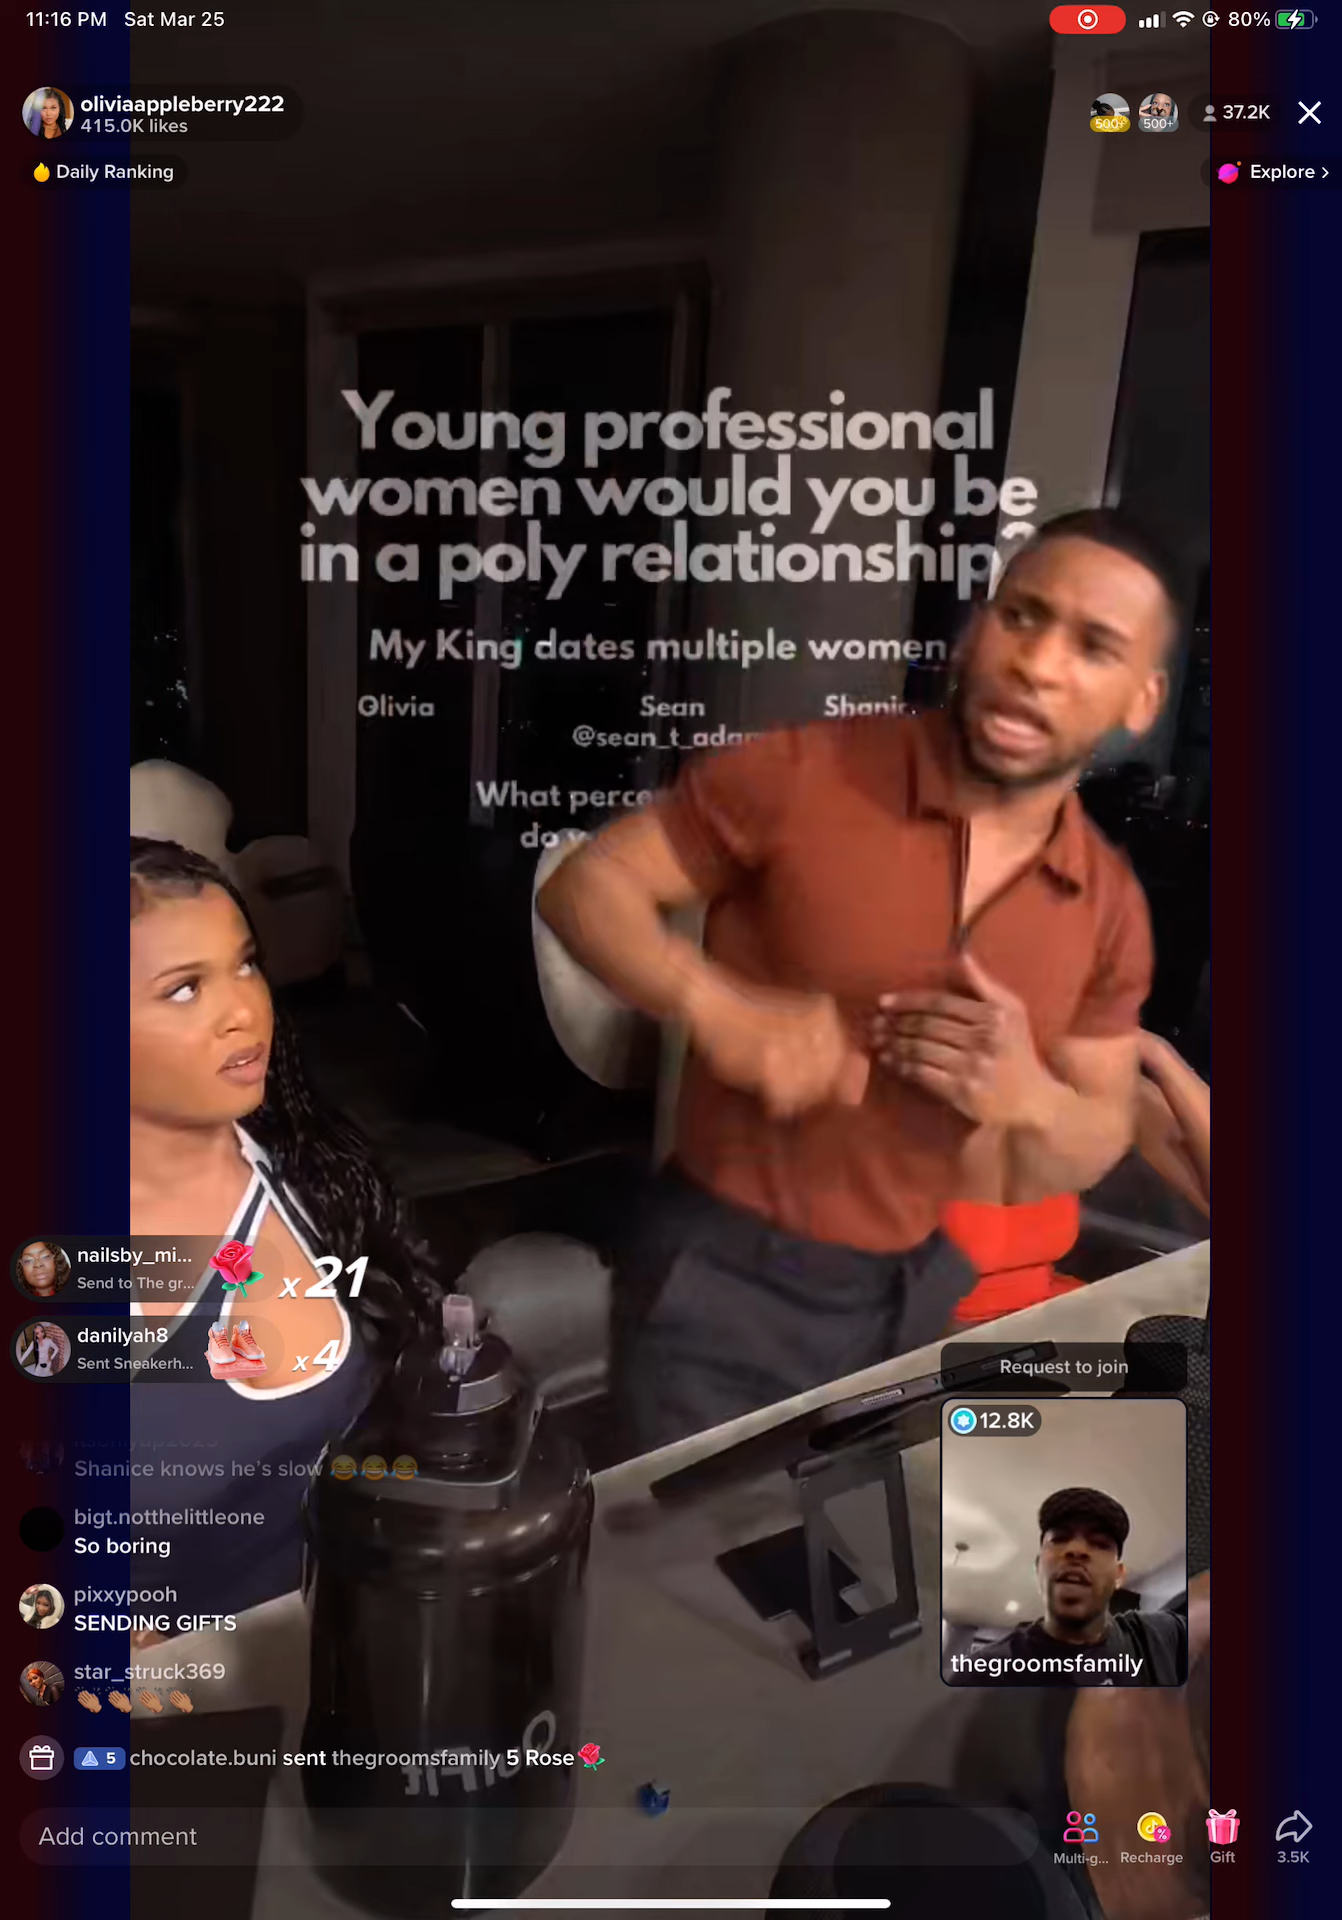 11:16 PM Sat Mar 25
80%
oliviaappleberry222
415.0K likes
500+
500+
37.2K
Daily Ranking
Explore >
Young professional
women would you be
in a poly relationship?
My King dates multiple women
Olivia Sean
@sean_t_adam
What
do
nailsby_mi...
Send to The gr...
x21
danilyah8
Sent Sneakerh...
x4
Request to join
12.8K
Shanice knows he's slow 😂😂😂
bigt.notthelittleone
So boring
pixxypooh
SENDING GIFTS
star_struck369
👏🏽👏🏽👏🏽👏🏽
thegroomsfamily
5 chocolate.buni sent thegroomsfamily 5 Rose🌹
Add comment
Multi-g...
Recharge
Gift
3.5K